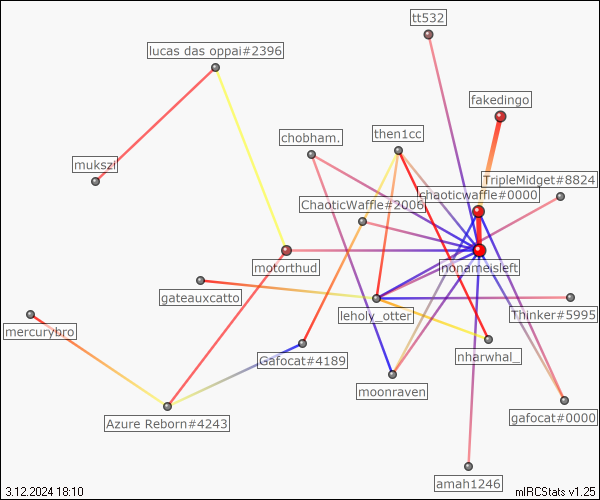 tt532
lucas das oppai#2396
fakedingo
chobham.
then1cc
mukszi
TripleMidget#8824
chaoticwaffle#0000
ChaoticWaffle#2006
motorthud
nonameisleft
gateauxcatto
leholy_otter
Thinker#5995
mercurybro
Gafocat#4189
nharwhal_
moonraven
Azure Reborn#4243
gafocat#0000
amah1246
3.12.2024 18:10
mIRCStats v1.25